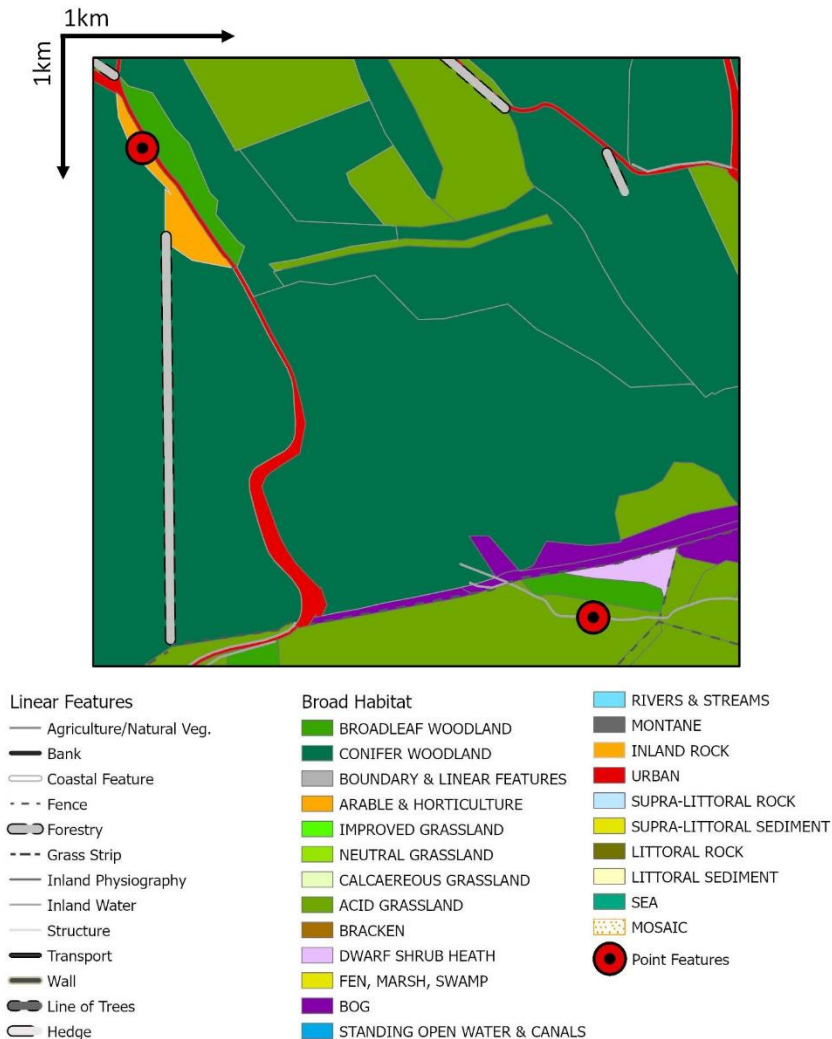 1km
1km
Linear Features
Agriculture/Natural Veg.
Bank
Coastal Feature
Fence
Forestry
Grass Strip
Inland Physiography
Inland Water
Structure
Transport
Wall
Line of Trees
Hedge
Broad Habitat
BROADLEAF WOODLAND
CONIFER WOODLAND
BOUNDARY & LINEAR FEATURES
ARABLE & HORTICULTURE
IMPROVED GRASSLAND
NEUTRAL GRASSLAND
CALCAEREOUS GRASSLAND
ACID GRASSLAND
BRACKEN
DWARF SHRUB HEATH
FEN, MARSH, SWAMP
BOG
STANDING OPEN WATER & CANALS
RIVERS & STREAMS
MONTANE
INLAND ROCK
URBAN
SUPRA-LITTORAL ROCK
SUPRA-LITTORAL SEDIMENT
LITTORAL ROCK
LITTORAL SEDIMENT
SEA
MOSAIC
Point Features